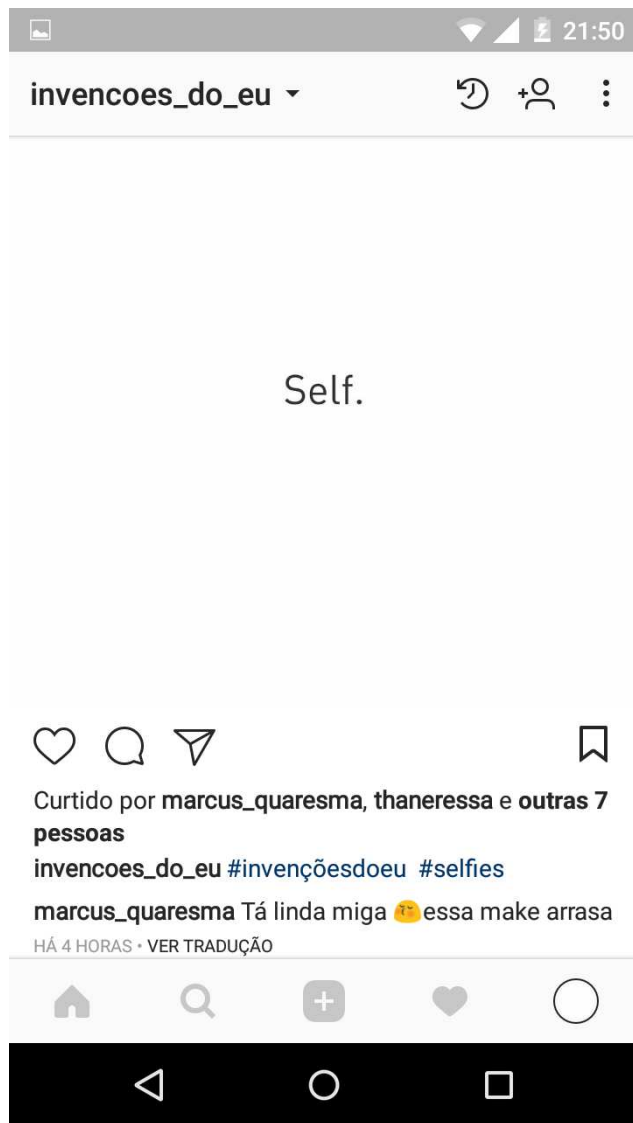 21:50
invencoes_do_eu
Self.
Curtido por marcus_quaresma, thaneressa e outras 7
pessoas
invencoes_do_eu #invençõesdoeu #selfies
marcus_quaresma Tá linda miga 😙essa make arrasa
HÁ 4 HORAS • VER TRADUÇÃO